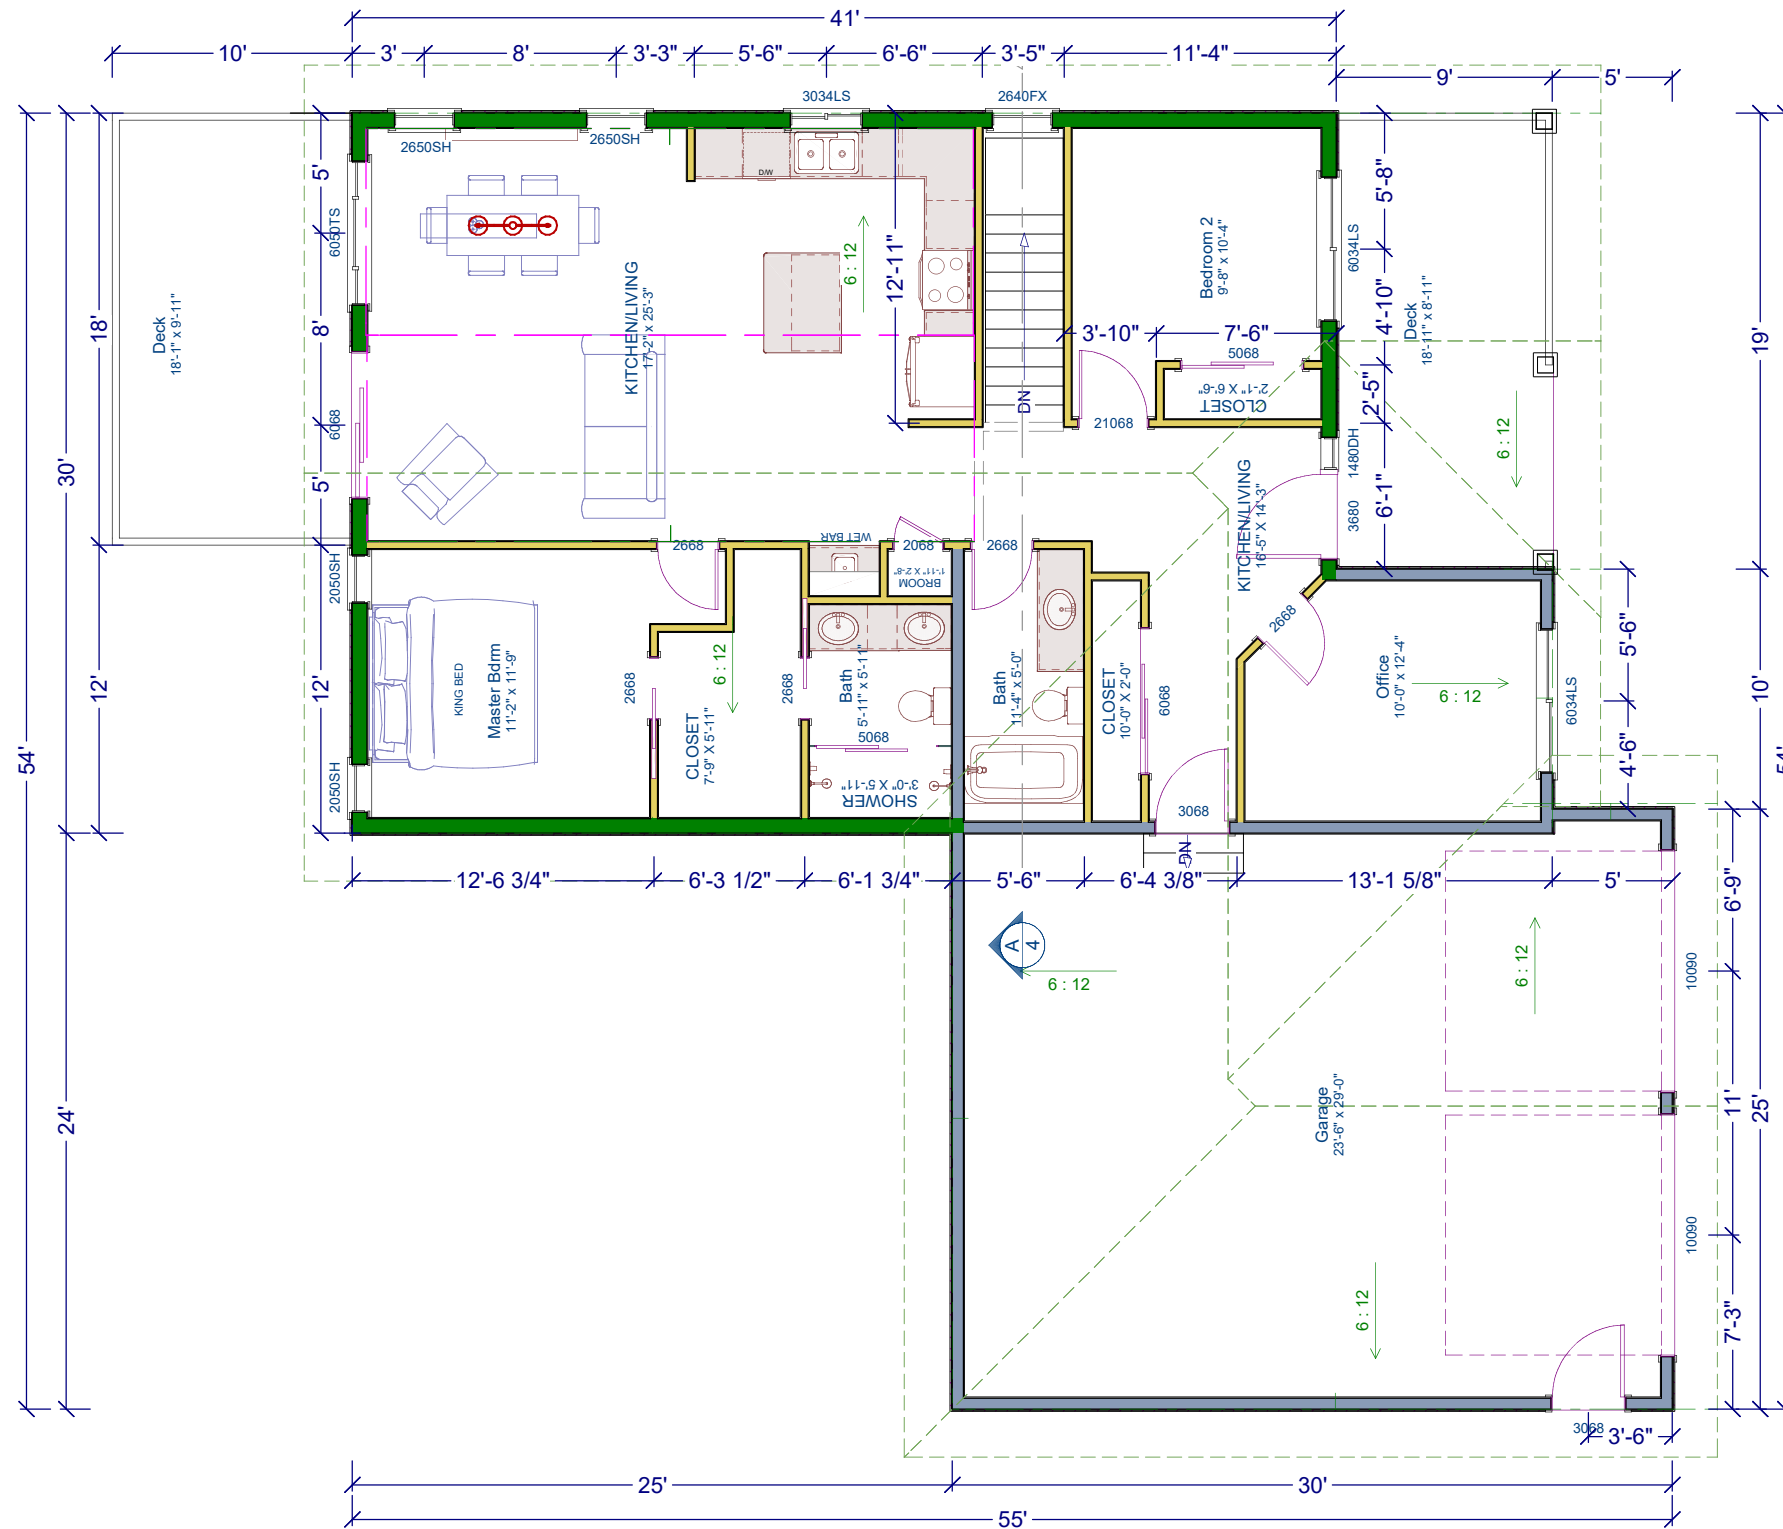 41'
10'
3'
8'
3'-3"
5'-6"
6'-6"
3'-5"
11'-4"
9'
5'
3034LS
2640FX
2650SH
2650SH
D/W
5'
6050TS
8'
6068
5'
18'
30'
12'
54'
24'
Deck
18'-1" x 9'-11"
KITCHEN/LIVING
17'-2" x 25'-3"
6 : 12
12'-11"
DN
Bedroom 2
9'-8" x 10'-4"
3'-10"
7'-6"
5068
CLOSET
2'-1" X 6'-6"
21068
6034LS
5'-8"
4'-10"
2'-5"
6'-1"
1480DH
3680
Deck
18'-11" x 8'-11"
6 : 12
19'
KITCHEN/LIVING
16'-5" X 14'-3"
WET BAR
2668
2068
2668
BROOM
1'-11" X 2'-8"
2050SH
12'
2050SH
KING BED
Master Bdrm
11'-2" x 11'-9"
2668
6 : 12
CLOSET
7'-9" X 5'-11"
2668
Bath
5'-11" x 5'-11"
5068
SHOWER
3'-0" X 5'-11"
Bath
11'-4" x 5'-0"
CLOSET
10'-0" X 2'-0"
6068
3068
DN
2668
Office
10'-0" x 12'-4"
6 : 12
6034LS
5'-6"
4'-6"
10'
54'
12'-6 3/4"
6'-3 1/2"
6'-1 3/4"
5'-6"
6'-4 3/8"
13'-1 5/8"
5'
6'-9"
A
4
6 : 12
6 : 12
10090
Garage
23'-6" x 29'-0"
11'
25'
10090
6 : 12
7'-3"
3068
3'-6"
25'
30'
55'